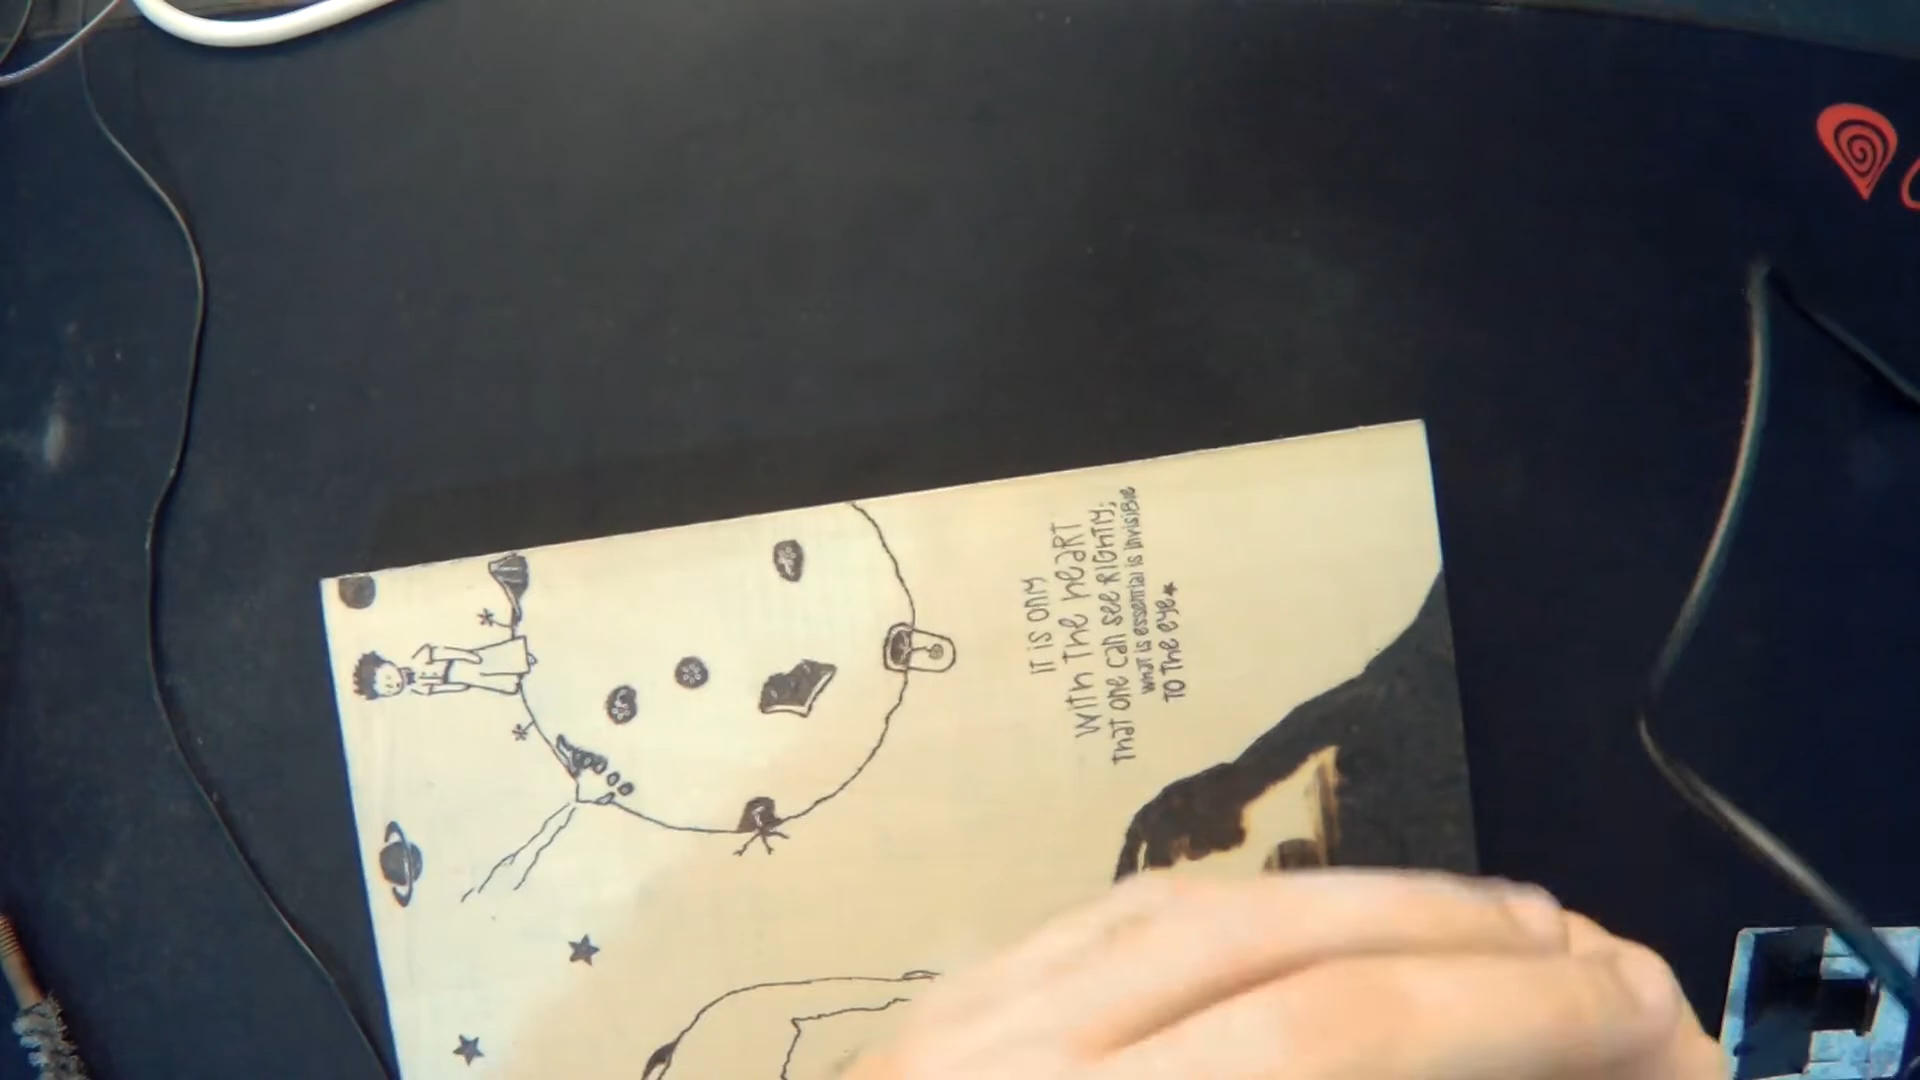 IT IS ONLY
WITH THE HEART
THAT ONE CAN SEE RIGHTLY;
WHAT IS ESSENTIAL IS INVISIBLE
TO THE EYE